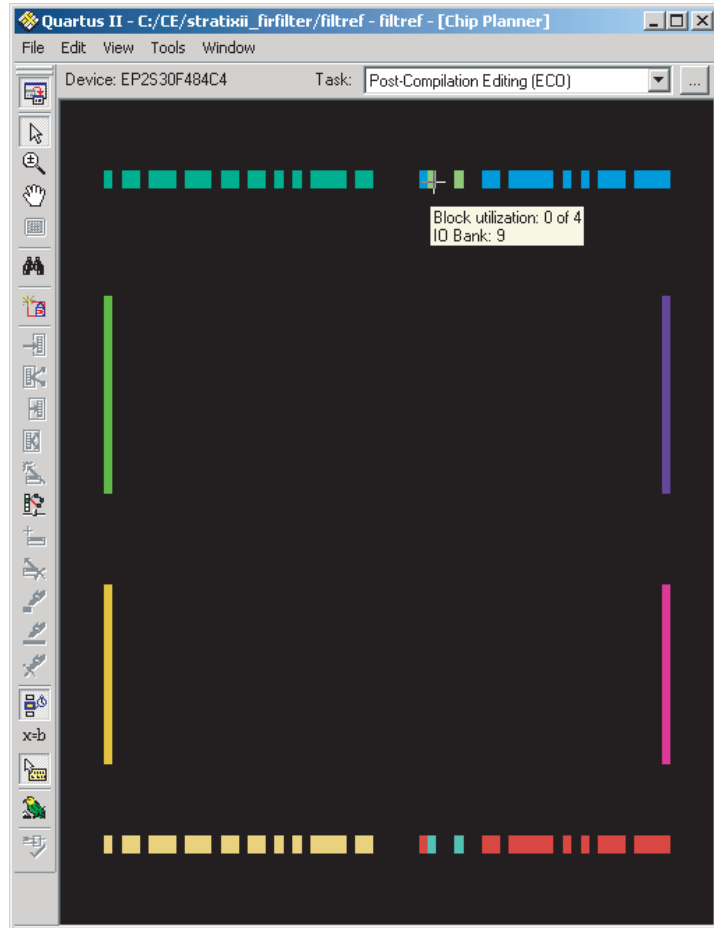 Quartus II - C:/CE/stratixii_firfilter/filtref - filtref - [Chip Planner]
File Edit View Tools Window
Device: EP2S30F484C4 Task: Post-Compilation Editing (ECO) ...
Block utilization: 0 of 4
IO Bank: 9
x=b